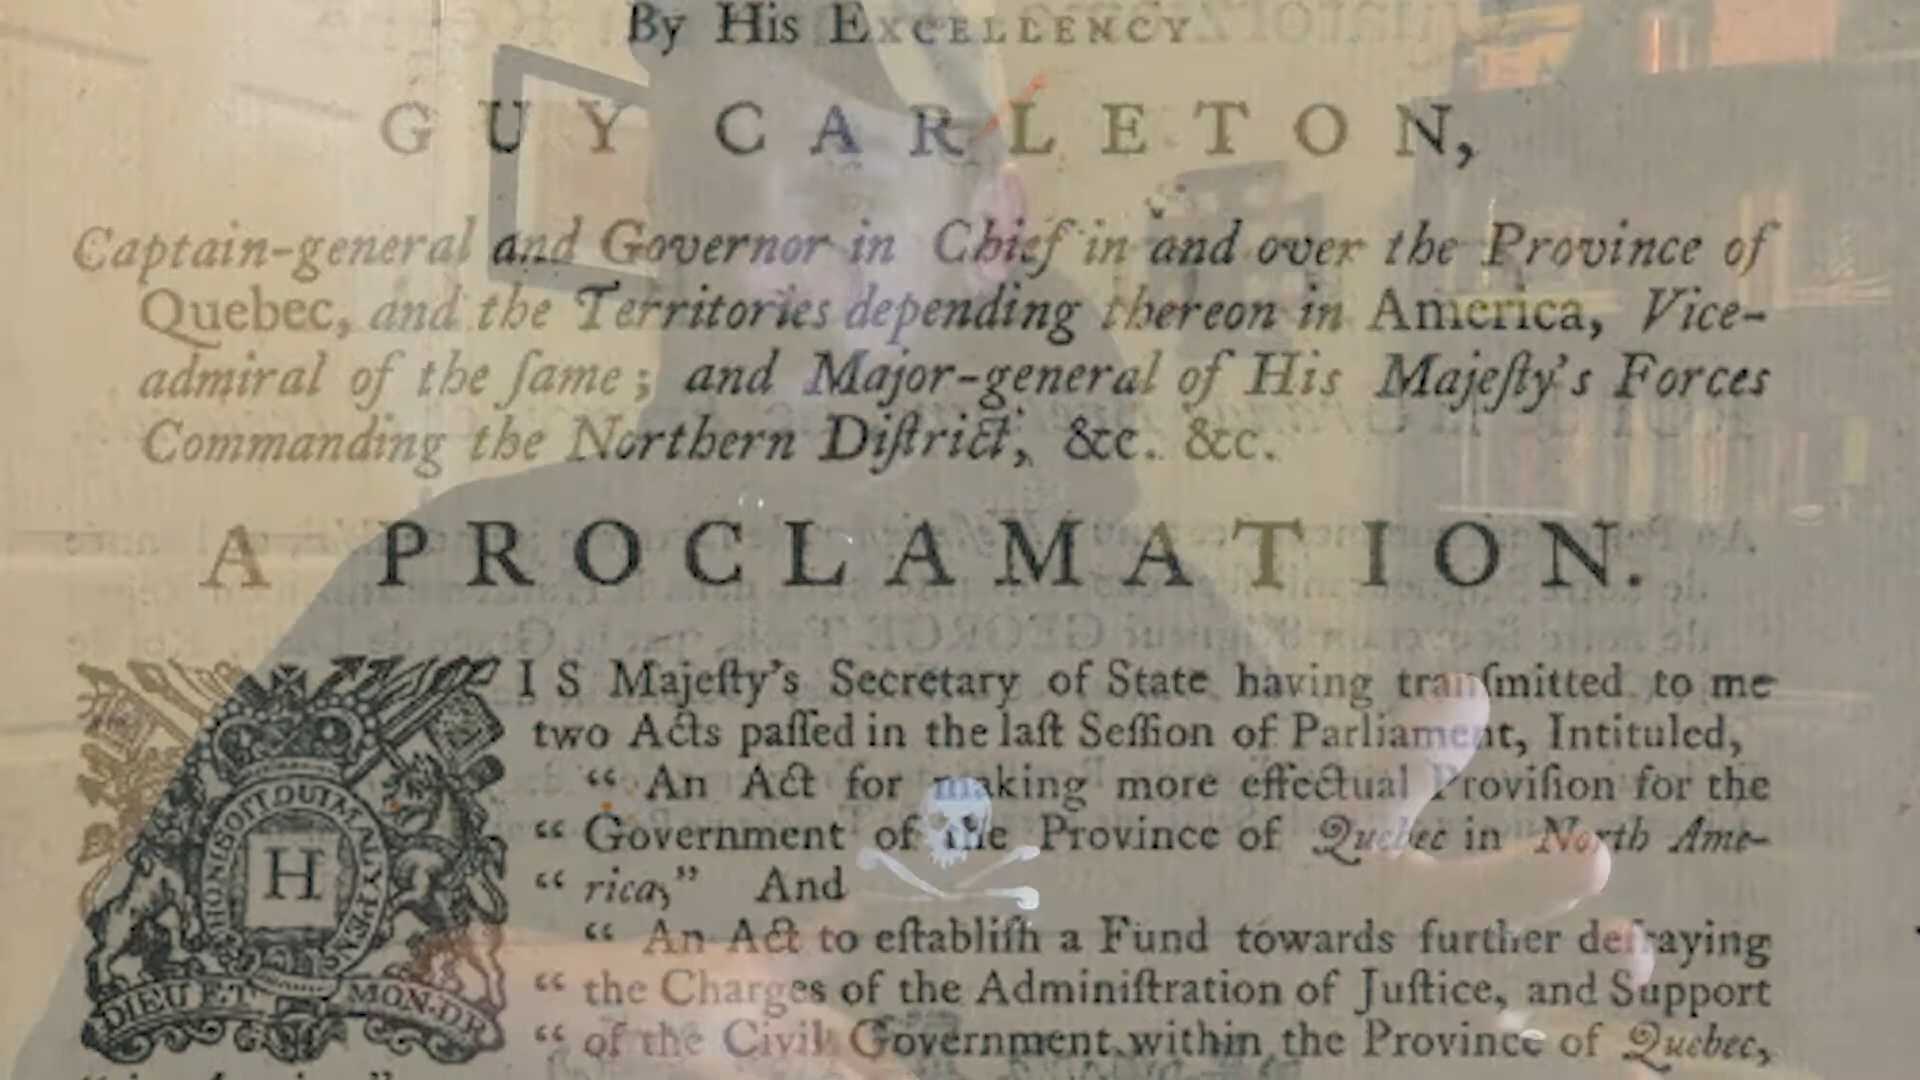 By His EXCELLENCY
GUY CARLETON,
Captain-general and Governor in Chief in and over the Province of
Quebec, and the Territories depending thereon in America, Vice-
admiral of the ſame; and Major-general of His Majeſty's Forces
Commanding the Northern Diſtrict, &c. &c.
A PROCLAMATION.
HIS Majeſty's Secretary of State having tranſmitted to me
two Acts paſſed in the laſt Seſſion of Parliament, Intituled,
“ An Act for making more effectual Proviſion for the
“ Government of the Province of Quebec in North Ame-
“ rica,” And
“ An Act to eſtabliſh a Fund towards further defraying
“ the Charges of the Adminiſtration of Juſtice, and Support
“ of the Civil Government within the Province of Quebec,
HONI SOIT QUI MAL Y PEN
DIEU ET MON·DR